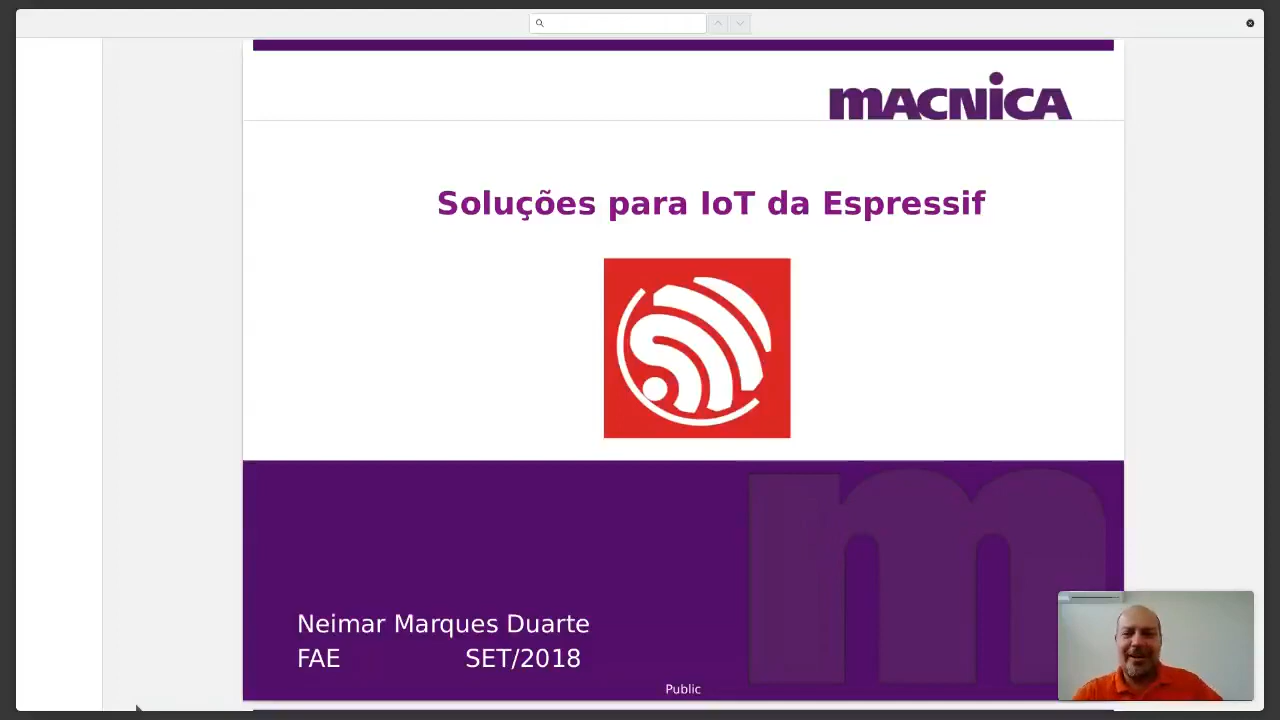 MACNICA
Soluções para IoT da Espressif
m
Neimar Marques Duarte
FAE SET/2018
Public